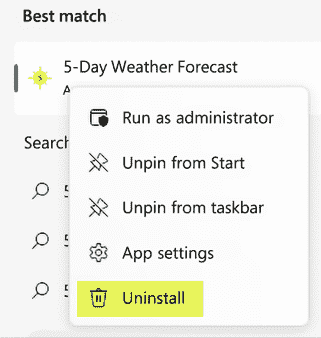 Best match
5-Day Weather Forecast
A
Search
Run as administrator
5
Unpin from Start
Unpin from taskbar
5
App settings
5
Uninstall